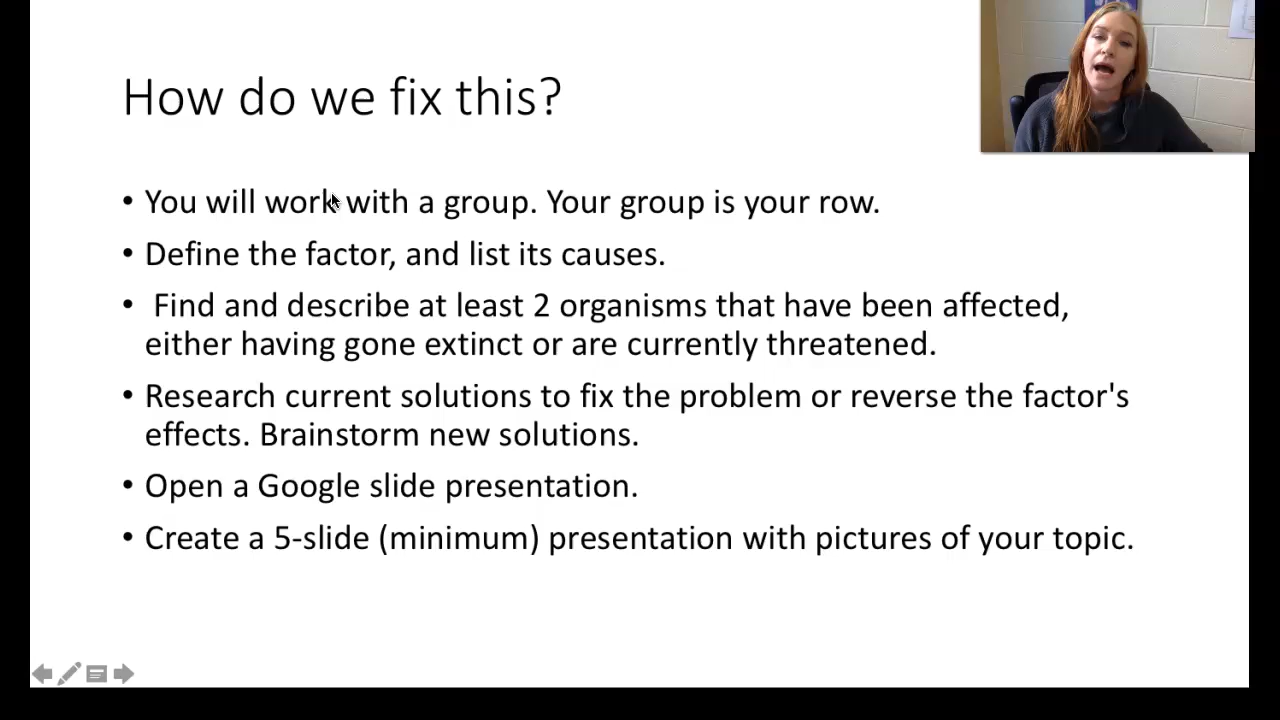 How do we fix this?
• You will work with a group. Your group is your row.
• Define the factor, and list its causes.
• Find and describe at least 2 organisms that have been affected,
either having gone extinct or are currently threatened.
• Research current solutions to fix the problem or reverse the factor's
effects. Brainstorm new solutions.
• Open a Google slide presentation.
• Create a 5-slide (minimum) presentation with pictures of your topic.